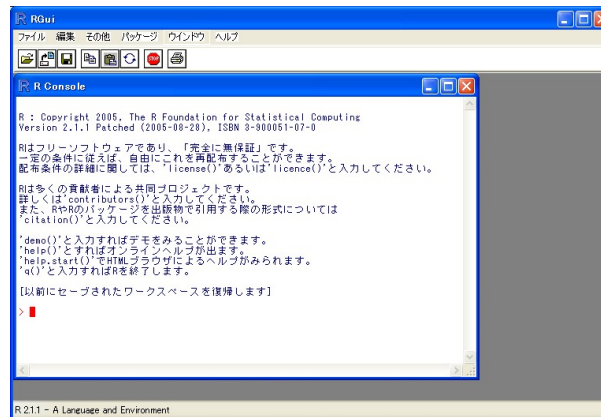 RGui
ファイル 編集 その他 パッケージ ウインドウ ヘルプ
STOP
R Console
R : Copyright 2005, The R Foundation for Statistical Computing
Version 2.1.1 Patched (2005-08-28), ISBN 3-900051-07-0
Rはフリーソフトウェアであり、「完全に無保証」です。
一定の条件に従えば、自由にこれを再配布することができます。
配布条件の詳細に関しては、'license()'あるいは'licence()'と入力してください。
Rは多くの貢献者による共同プロジェクトです。
詳しくは'contributors()'と入力してください。
また、RやRのパッケージを出版物で引用する際の形式については
'citation()'と入力してください。
'demo()'と入力すればデモをみることができます。
'help()'とすればオンラインヘルプが出ます。
'help.start()'でHTMLブラウザによるヘルプがみられます。
'q()'と入力すればRを終了します。
[以前にセーブされたワークスペースを復帰します]
>
R 2.1.1 - A Language and Environment